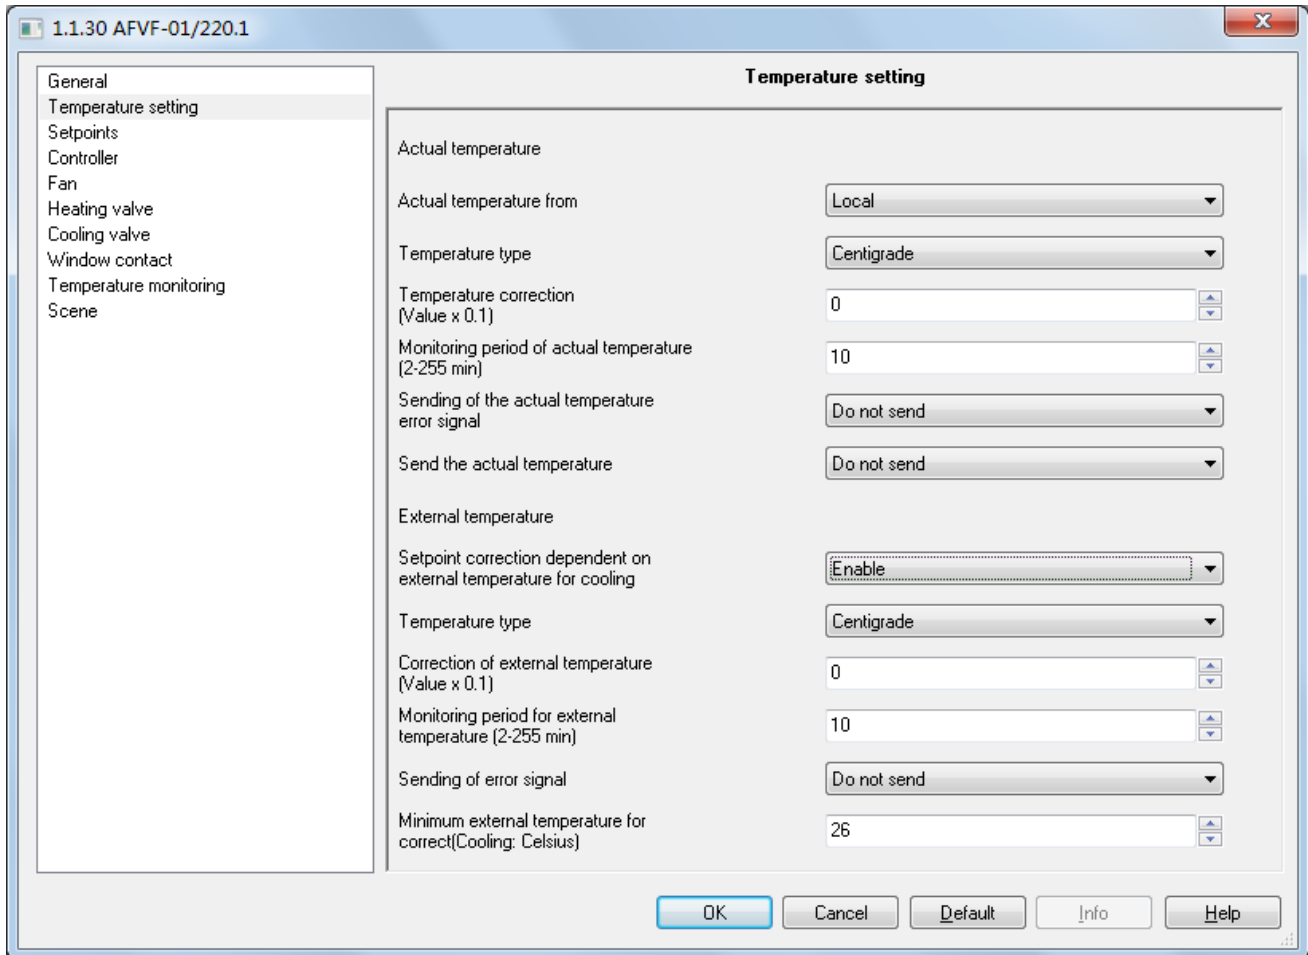 1.1.30 AFVF-01/220.1
General
Temperature setting
Setpoints
Controller
Fan
Heating valve
Cooling valve
Window contact
Temperature monitoring
Scene
Temperature setting
Actual temperature
Actual temperature from
Local
Temperature type
Centigrade
Temperature correction
(Value x 0.1)
0
Monitoring period of actual temperature
(2-255 min)
10
Sending of the actual temperature
error signal
Do not send
Send the actual temperature
Do not send
External temperature
Setpoint correction dependent on
external temperature for cooling
Enable
Temperature type
Centigrade
Correction of external temperature
(Value x 0.1)
0
Monitoring period for external
temperature (2-255 min)
10
Sending of error signal
Do not send
Minimum external temperature for
correct(Cooling: Celsius)
26
OK
Cancel
Default
Info
Help